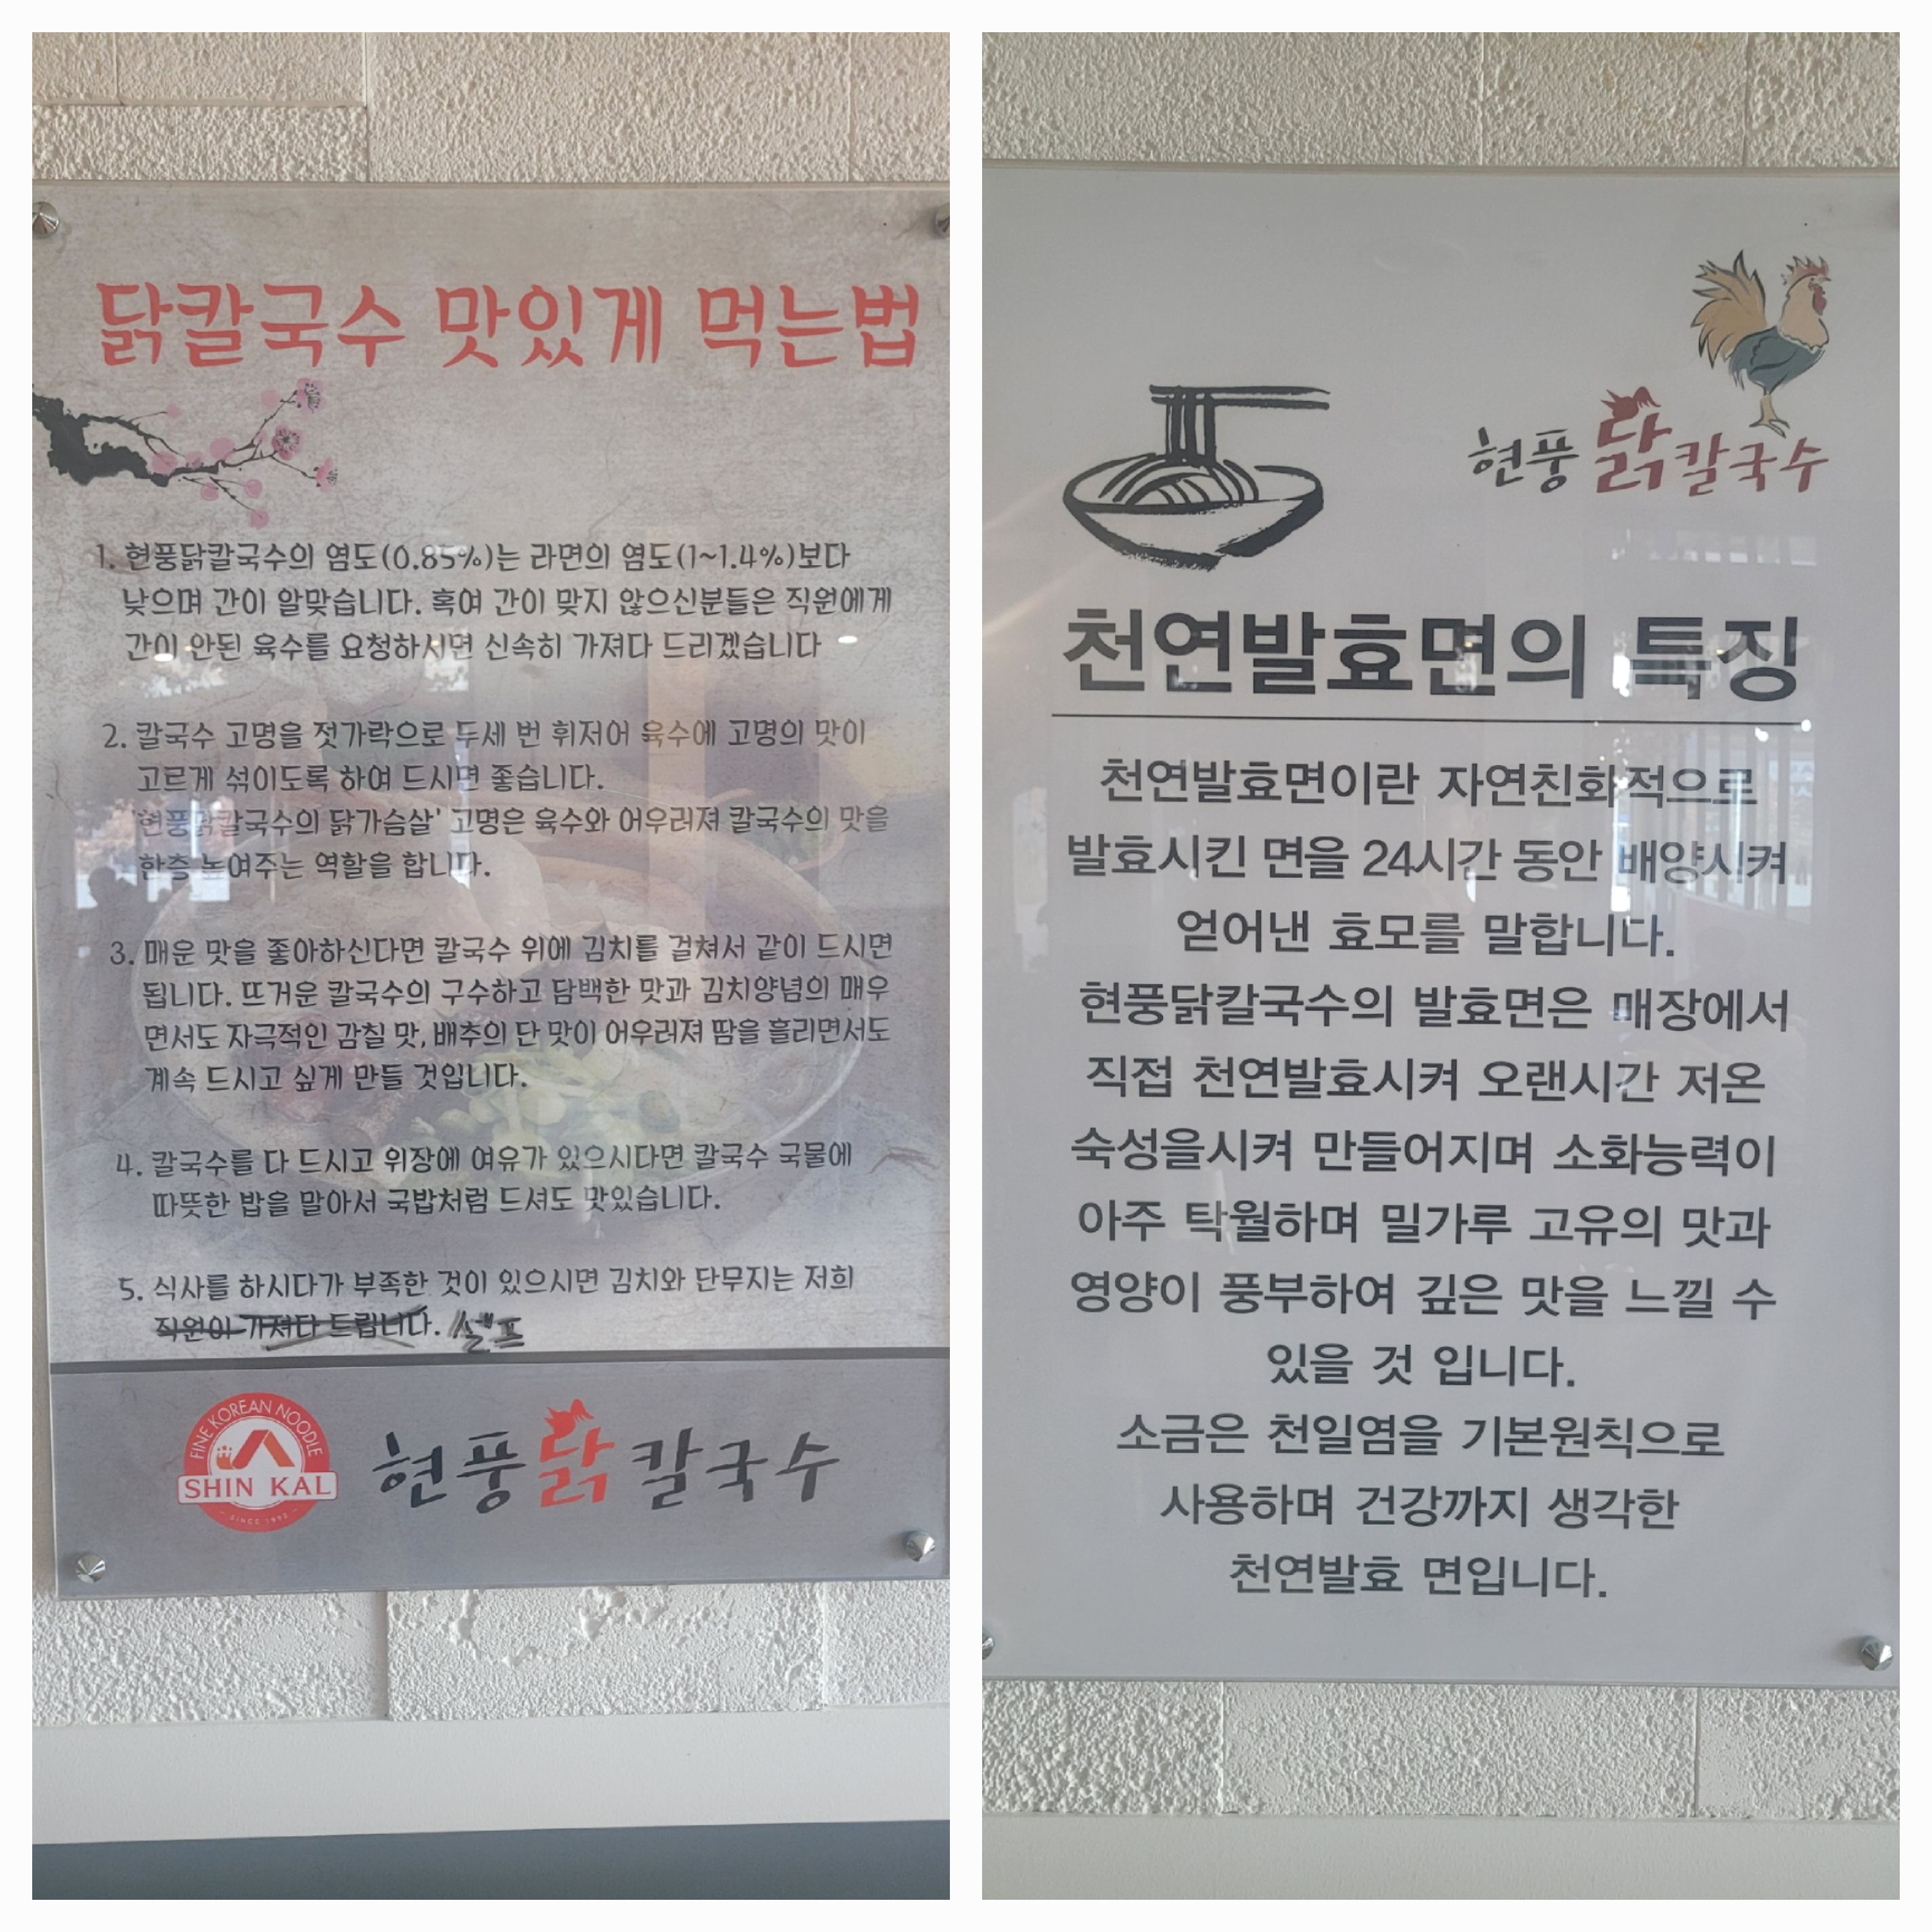 닭칼국수 맛있게 먹는법
1. 현풍닭칼국수의 염도(0.85%)는 라면의 염도(1~1.4%)보다
낮으며 간이 알맞습니다. 혹여 간이 맞지 않으신분들은 직원에게
간이 안된 육수를 요청하시면 신속히 가져다 드리겠습니다
2. 칼국수 고명을 젓가락으로 두세 번 휘저어 육수에 고명의 맛이
고르게 섞이도록 하여 드시면 좋습니다.
'현풍닭칼국수의 닭가슴살' 고명은 육수와 어우러져 칼국수의 맛을
한층 높여주는 역할을 합니다.
3. 매운 맛을 좋아하신다면 칼국수 위에 김치를 걸쳐서 같이 드시면
됩니다. 뜨거운 칼국수의 구수하고 담백한 맛과 김치양념의 매우
면서도 자극적인 감칠 맛, 배추의 단 맛이 어우러져 땀을 흘리면서도
계속 드시고 싶게 만들 것입니다.
4. 칼국수를 다 드시고 위장에 여유가 있으시다면 칼국수 국물에
따뜻한 밥을 말아서 국밥처럼 드셔도 맛있습니다.
5. 식사를 하시다가 부족한 것이 있으시면 김치와 단무지는 저희
직원이 가져다 드립니다. 셀프
FINE KOREAN NOODLE
SHIN KAL
SINCE 1992
현풍닭칼국수
현풍닭칼국수
천연발효면의 특징
천연발효면이란 자연친화적으로
발효시킨 면을 24시간 동안 배양시켜
얻어낸 효모를 말합니다.
현풍닭칼국수의 발효면은 매장에서
직접 천연발효시켜 오랜시간 저온
숙성을시켜 만들어지며 소화능력이
아주 탁월하며 밀가루 고유의 맛과
영양이 풍부하여 깊은 맛을 느낄 수
있을 것 입니다.
소금은 천일염을 기본원칙으로
사용하며 건강까지 생각한
천연발효 면입니다.